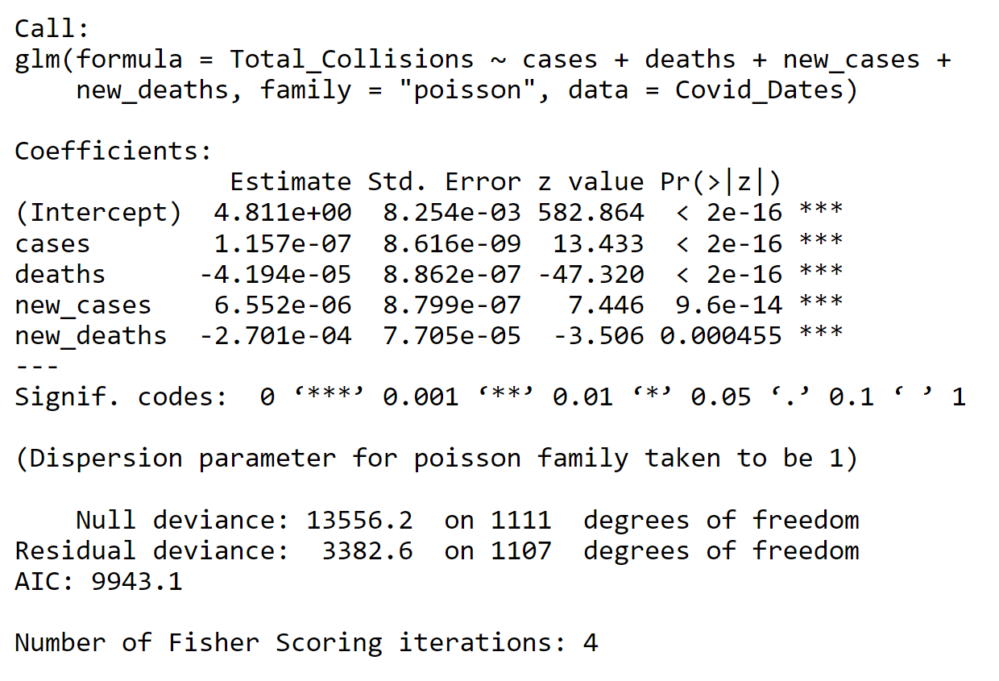 Call:
glm(formula = Total_Collisions ~ cases + deaths + new_cases +
    new_deaths, family = "poisson", data = Covid_Dates)

Coefficients:
              Estimate Std. Error z value Pr(>|z|)
(Intercept)  4.811e+00  8.254e-03 582.864  < 2e-16 ***
cases        1.157e-07  8.616e-09  13.433  < 2e-16 ***
deaths      -4.194e-05  8.862e-07 -47.320  < 2e-16 ***
new_cases    6.552e-06  8.799e-07   7.446  9.6e-14 ***
new_deaths  -2.701e-04  7.705e-05  -3.506 0.000455 ***
---
Signif. codes:  0 ‘***’ 0.001 ‘**’ 0.01 ‘*’ 0.05 ‘.’ 0.1 ‘ ’ 1

(Dispersion parameter for poisson family taken to be 1)

    Null deviance: 13556.2  on 1111  degrees of freedom
Residual deviance:  3382.6  on 1107  degrees of freedom
AIC: 9943.1

Number of Fisher Scoring iterations: 4